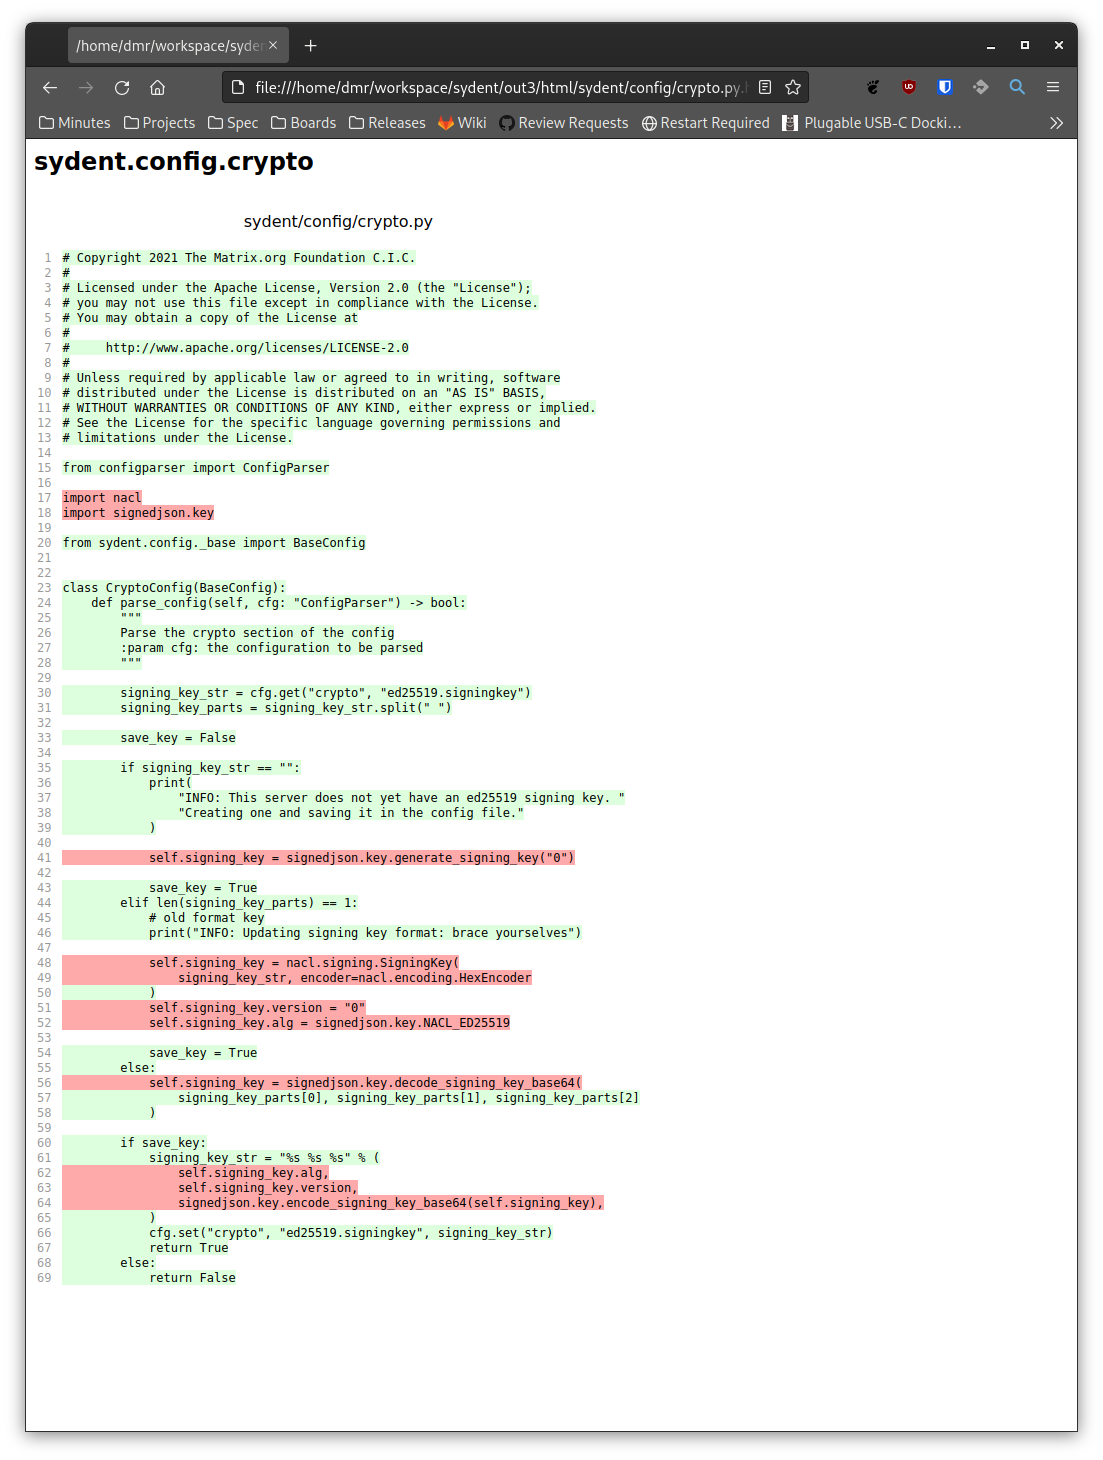 /home/dmr/workspace/syde
file:///home/dmr/workspace/sydent/out3/html/sydent/config/crypto.py.
Minutes Projects Spec Boards Releases Wiki Review Requests Restart Required Plugable USB-C Docki…
sydent.config.crypto
sydent/config/crypto.py
1 # Copyright 2021 The Matrix.org Foundation C.I.C.
2 #
3 # Licensed under the Apache License, Version 2.0 (the "License");
4 # you may not use this file except in compliance with the License.
5 # You may obtain a copy of the License at
6 #
7 #     http://www.apache.org/licenses/LICENSE-2.0
8 #
9 # Unless required by applicable law or agreed to in writing, software
10 # distributed under the License is distributed on an "AS IS" BASIS,
11 # WITHOUT WARRANTIES OR CONDITIONS OF ANY KIND, either express or implied.
12 # See the License for the specific language governing permissions and
13 # limitations under the License.
14
15 from configparser import ConfigParser
16
17 import nacl
18 import signedjson.key
19
20 from sydent.config._base import BaseConfig
21
22
23 class CryptoConfig(BaseConfig):
24     def parse_config(self, cfg: "ConfigParser") -> bool:
25         """
26         Parse the crypto section of the config
27         :param cfg: the configuration to be parsed
28         """
29
30         signing_key_str = cfg.get("crypto", "ed25519.signingkey")
31         signing_key_parts = signing_key_str.split(" ")
32
33         save_key = False
34
35         if signing_key_str == "":
36             print(
37                 "INFO: This server does not yet have an ed25519 signing key. "
38                 "Creating one and saving it in the config file."
39             )
40
41             self.signing_key = signedjson.key.generate_signing_key("0")
42
43             save_key = True
44         elif len(signing_key_parts) == 1:
45             # old format key
46             print("INFO: Updating signing key format: brace yourselves")
47
48             self.signing_key = nacl.signing.SigningKey(
49                 signing_key_str, encoder=nacl.encoding.HexEncoder
50             )
51             self.signing_key.version = "0"
52             self.signing_key.alg = signedjson.key.NACL_ED25519
53
54             save_key = True
55         else:
56             self.signing_key = signedjson.key.decode_signing_key_base64(
57                 signing_key_parts[0], signing_key_parts[1], signing_key_parts[2]
58             )
59
60         if save_key:
61             signing_key_str = "%s %s %s" % (
62                 self.signing_key.alg,
63                 self.signing_key.version,
64                 signedjson.key.encode_signing_key_base64(self.signing_key),
65             )
66             cfg.set("crypto", "ed25519.signingkey", signing_key_str)
67             return True
68         else:
69             return False